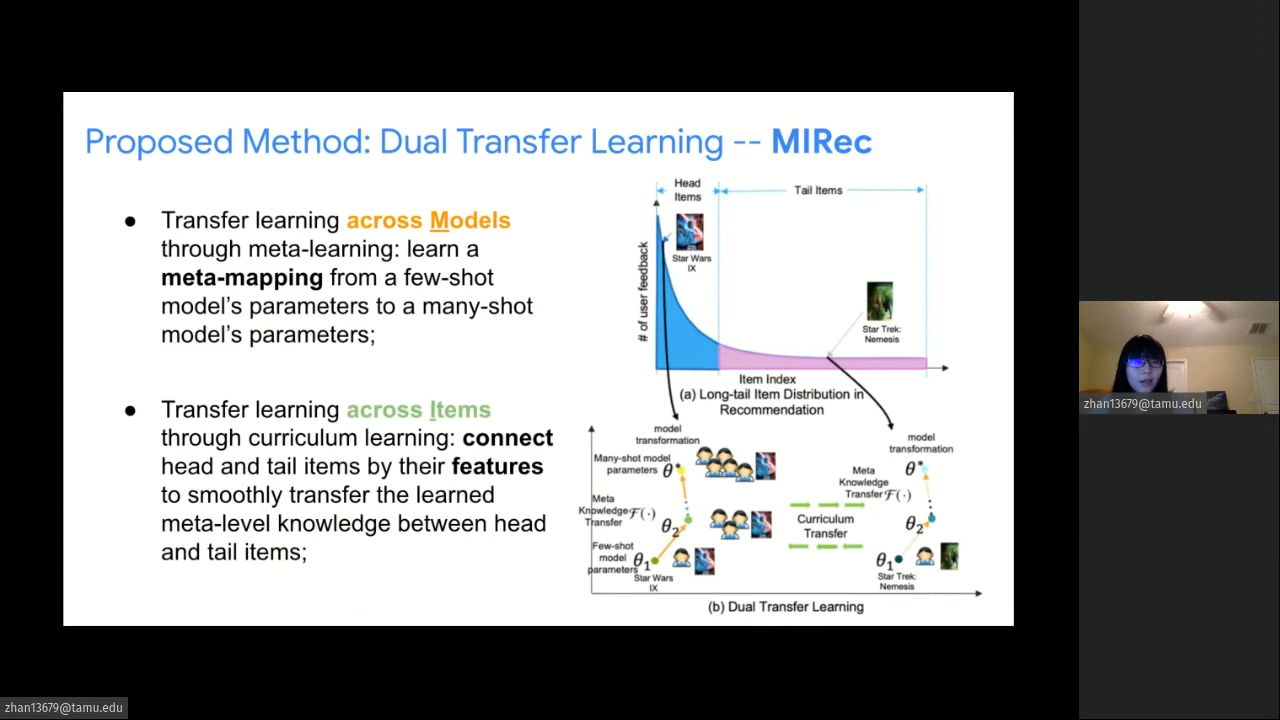 Proposed Method: Dual Transfer Learning -- MIRec
● Transfer learning across Models
through meta-learning: learn a
meta-mapping from a few-shot
model's parameters to a many-shot
model's parameters;
● Transfer learning across Items
through curriculum learning: connect
head and tail items by their features
to smoothly transfer the learned
meta-level knowledge between head
and tail items;
Head
Items
Tail Items
# of user feedback
Star Wars
IX
Star Trek:
Nemesis
Item Index
(a) Long-tail Item Distribution in
Recommendation
model
transformation
Many-shot model
parameters θ*
Meta
Knowledge
Transfer F(·)
θ2
Few-shot
model
parameters θ1
Star Wars
IX
Curriculum
Transfer
model
transformation
θ*
Meta
Knowledge
Transfer F(·)
θ2
θ1
Star Trek:
Nemesis
(b) Dual Transfer Learning
zhan13679@tamu.edu
zhan13679@tamu.edu